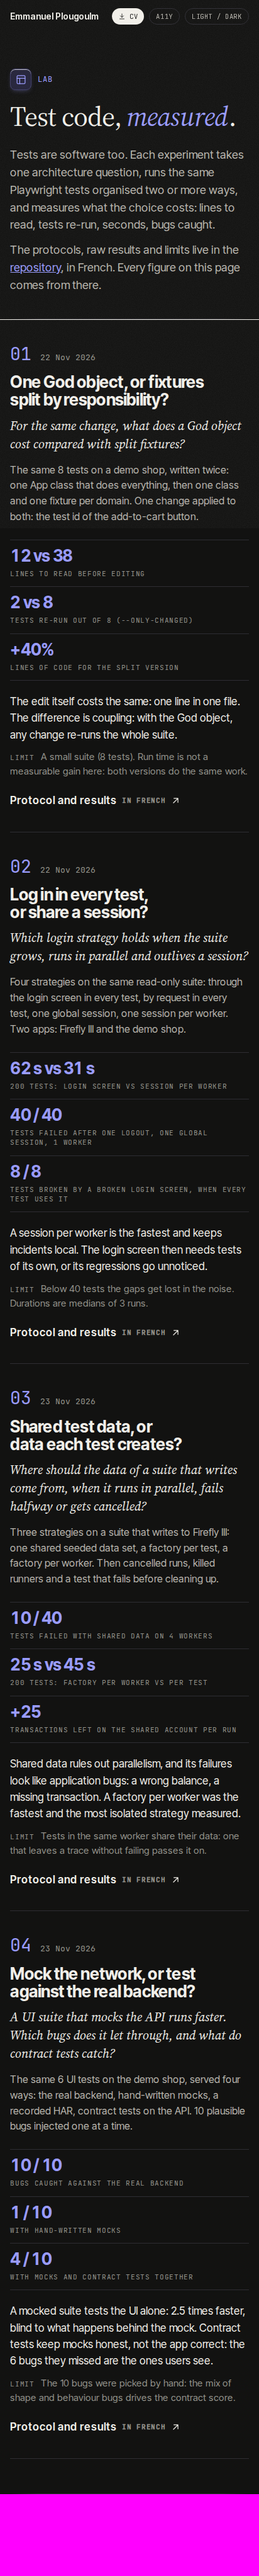 Emmanuel Plougoulm
CV
A11Y
LIGHT / DARK
LAB
Test code, measured.
Tests are software too. Each experiment takes
one architecture question, runs the same
Playwright tests organised two or more ways,
and measures what the choice costs: lines to
read, tests re-run, seconds, bugs caught.
The protocols, raw results and limits live in the
repository, in French. Every figure on this page
comes from there.
01 22 Nov 2026
One God object, or fixtures
split by responsibility?
For the same change, what does a God object
cost compared with split fixtures?
The same 8 tests on a demo shop, written twice:
one App class that does everything, then one class
and one fixture per domain. One change applied to
both: the test id of the add-to-cart button.
12 vs 38
LINES TO READ BEFORE EDITING
2 vs 8
TESTS RE-RUN OUT OF 8 (--ONLY-CHANGED)
+40%
LINES OF CODE FOR THE SPLIT VERSION
The edit itself costs the same: one line in one file.
The difference is coupling: with the God object,
any change re-runs the whole suite.
LIMIT A small suite (8 tests). Run time is not a
measurable gain here: both versions do the same work.
Protocol and results IN FRENCH
02 22 Nov 2026
Log in in every test,
or share a session?
Which login strategy holds when the suite
grows, runs in parallel and outlives a session?
Four strategies on the same read-only suite: through
the login screen in every test, by request in every
test, one global session, one session per worker.
Two apps: Firefly III and the demo shop.
62 s vs 31 s
200 TESTS: LOGIN SCREEN VS SESSION PER WORKER
40 / 40
TESTS FAILED AFTER ONE LOGOUT, ONE GLOBAL
SESSION, 1 WORKER
8 / 8
TESTS BROKEN BY A BROKEN LOGIN SCREEN, WHEN EVERY
TEST USES IT
A session per worker is the fastest and keeps
incidents local. The login screen then needs tests
of its own, or its regressions go unnoticed.
LIMIT Below 40 tests the gaps get lost in the noise.
Durations are medians of 3 runs.
Protocol and results IN FRENCH
03 23 Nov 2026
Shared test data, or
data each test creates?
Where should the data of a suite that writes
come from, when it runs in parallel, fails
halfway or gets cancelled?
Three strategies on a suite that writes to Firefly III:
one shared seeded data set, a factory per test, a
factory per worker. Then cancelled runs, killed
runners and a test that fails before cleaning up.
10 / 40
TESTS FAILED WITH SHARED DATA ON 4 WORKERS
25 s vs 45 s
200 TESTS: FACTORY PER WORKER VS PER TEST
+25
TRANSACTIONS LEFT ON THE SHARED ACCOUNT PER RUN
Shared data rules out parallelism, and its failures
look like application bugs: a wrong balance, a
missing transaction. A factory per worker was the
fastest and the most isolated strategy measured.
LIMIT Tests in the same worker share their data: one
that leaves a trace without failing passes it on.
Protocol and results IN FRENCH
04 23 Nov 2026
Mock the network, or test
against the real backend?
A UI suite that mocks the API runs faster.
Which bugs does it let through, and what do
contract tests catch?
The same 6 UI tests on the demo shop, served four
ways: the real backend, hand-written mocks, a
recorded HAR, contract tests on the API. 10 plausible
bugs injected one at a time.
10 / 10
BUGS CAUGHT AGAINST THE REAL BACKEND
1 / 10
WITH HAND-WRITTEN MOCKS
4 / 10
WITH MOCKS AND CONTRACT TESTS TOGETHER
A mocked suite tests the UI alone: 2.5 times faster,
blind to what happens behind the mock. Contract
tests keep mocks honest, not the app correct: the
6 bugs they missed are the ones users see.
LIMIT The 10 bugs were picked by hand: the mix of
shape and behaviour bugs drives the contract score.
Protocol and results IN FRENCH